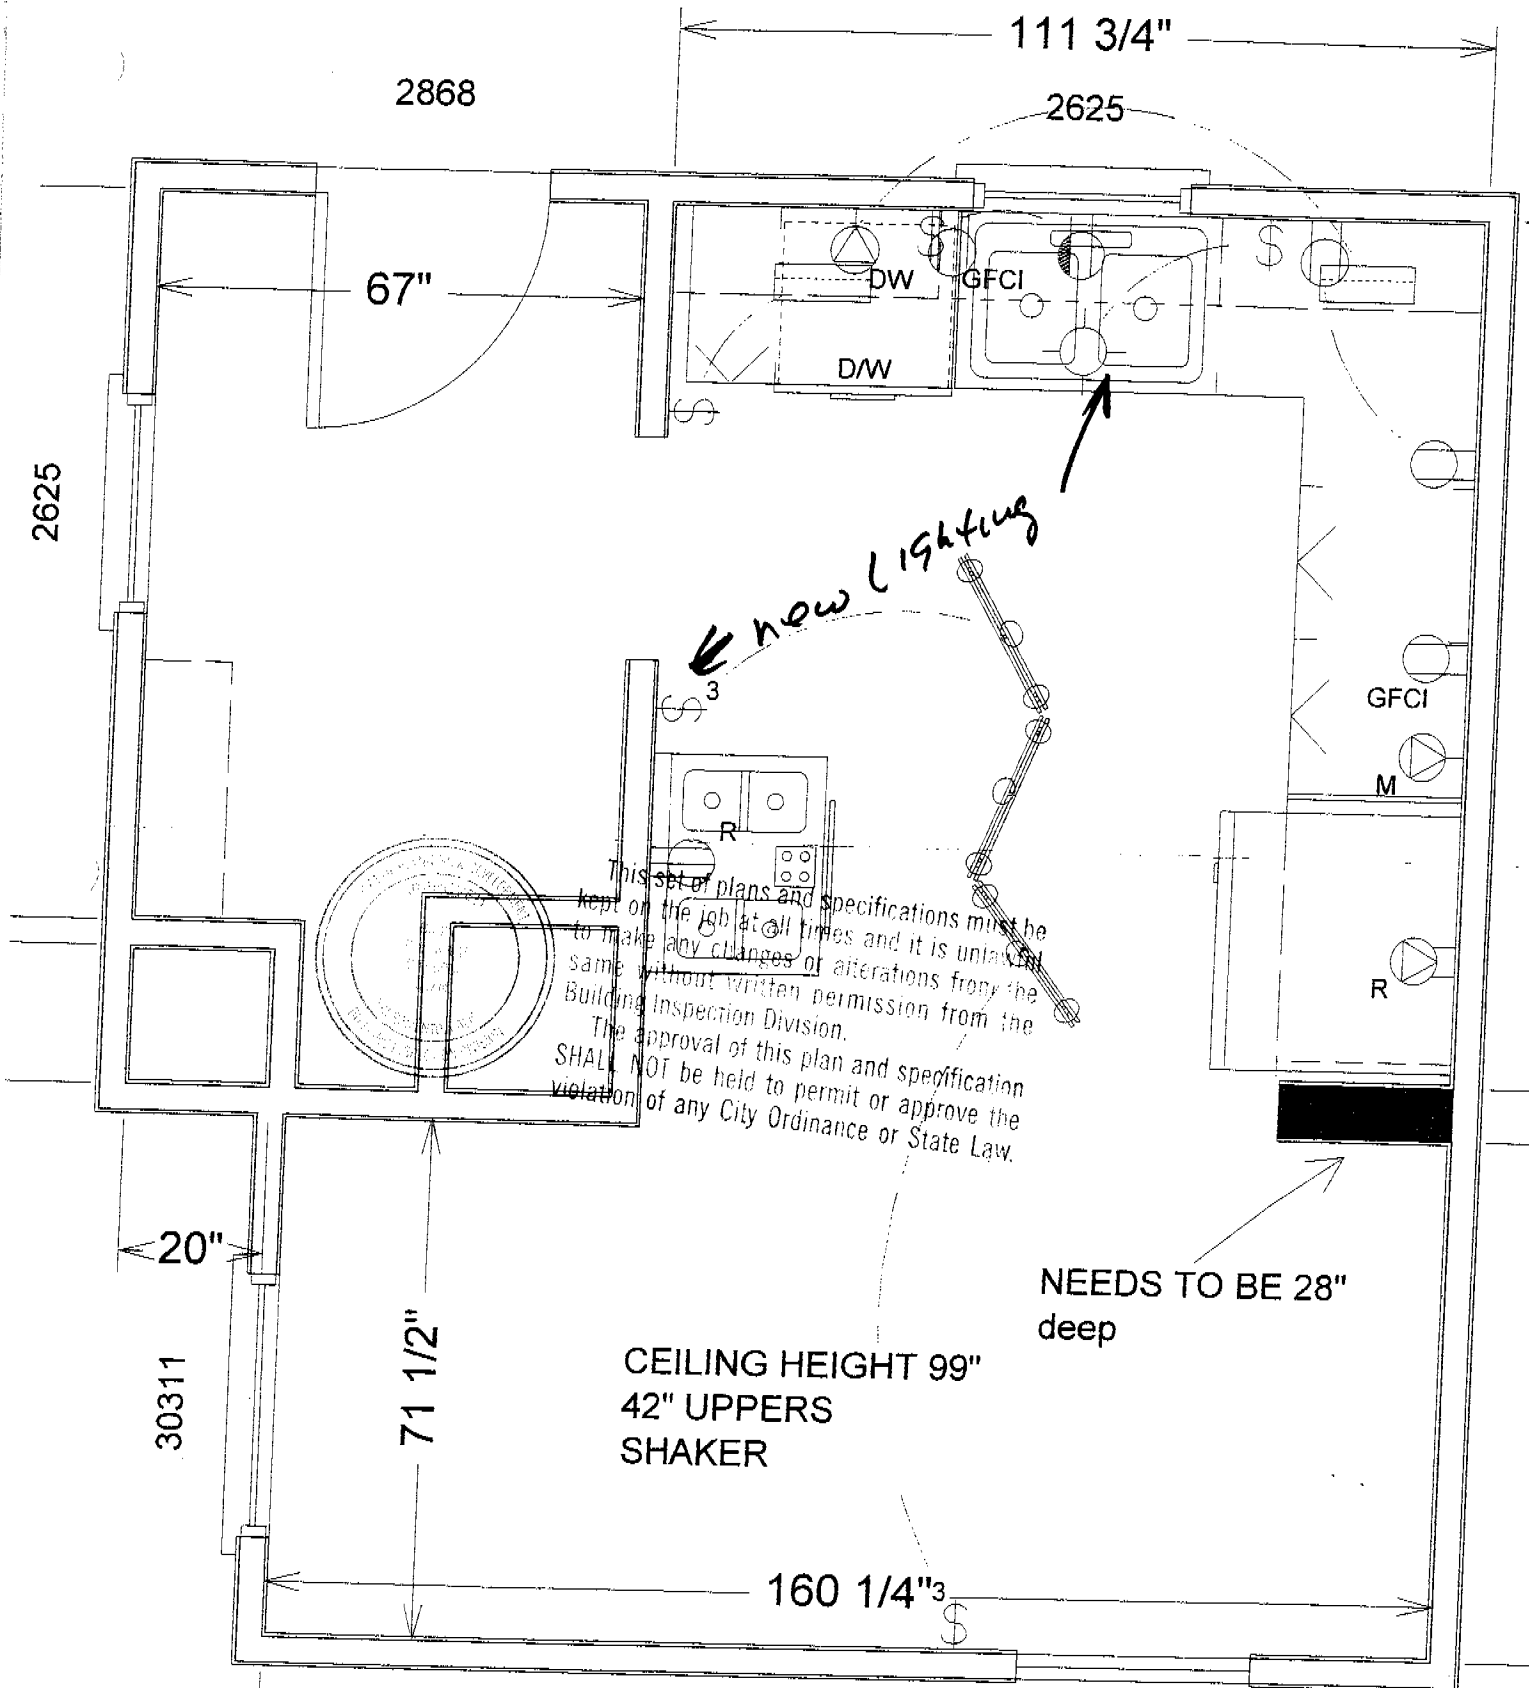 111 3/4"
2868
2625
67"
DW
GFCI
D/W
2625
new lighting
3
GFCI
M
R
This set of plans and specifications must be
kept on the job at all times and it is unlawful
to make any changes or alterations from the
same without written permission from the
Building Inspection Division.
The approval of this plan and specification
SHALL NOT be held to permit or approve the
violation of any City Ordinance or State Law.
R
20"
NEEDS TO BE 28"
deep
71 1/2"
30311
CEILING HEIGHT 99"
42" UPPERS
SHAKER
160 1/4"
3